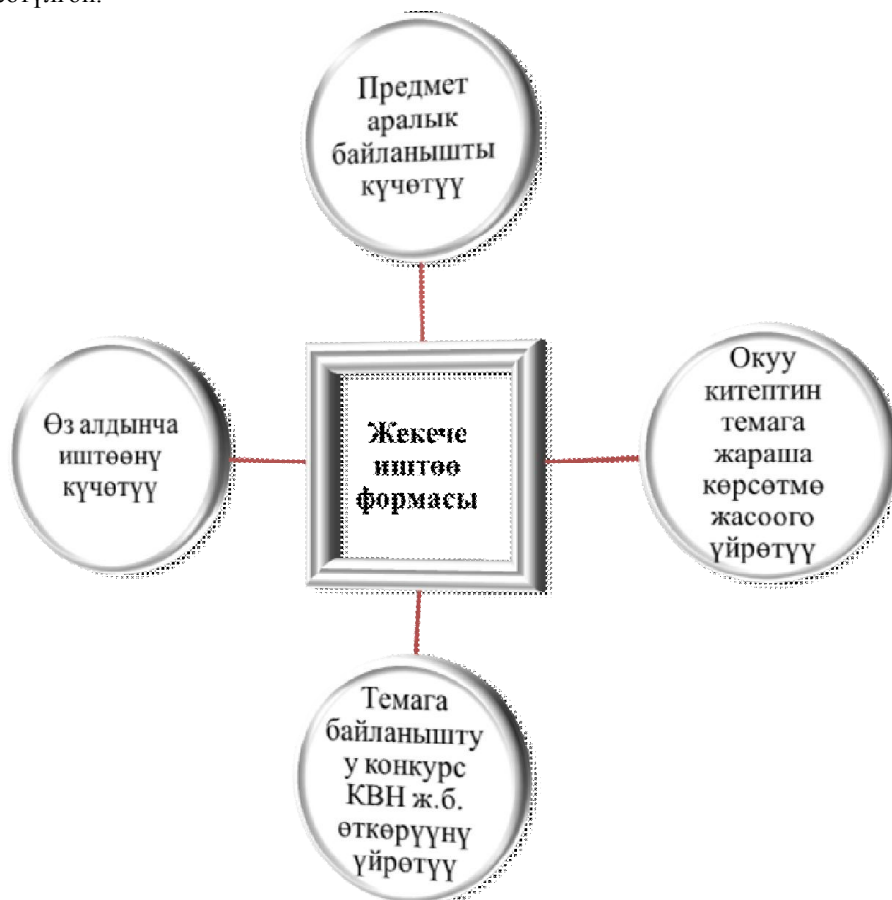 Предмет
аралык
байланышты
күчөтүү
Өз алдынча
иштөөнү
күчөтүү
Жекече
иштөө
формасы
Окуу
китептин
темага
жараша
көрсөтмө
жасоого
үйрөтүү
Темага
байланышту
у конкурс
КВН ж.б.
өткөрүүнү
үйрөтүү